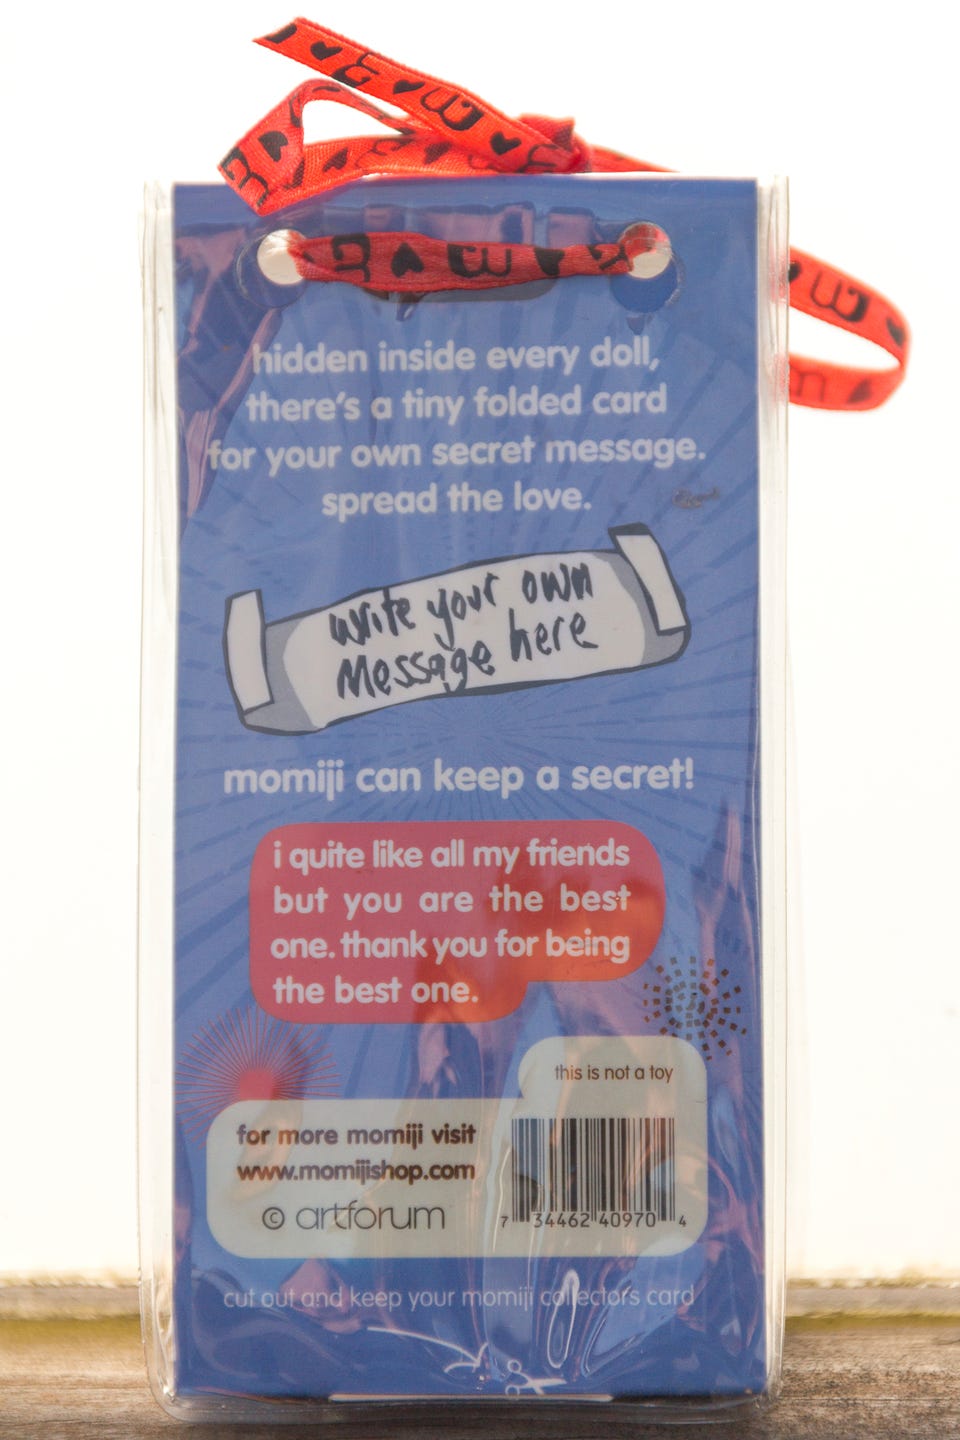 hidden inside every doll,
there's a tiny folded card
for your own secret message.
spread the love.
write your own
Message here
momiji can keep a secret!
i quite like all my friends
but you are the best
one. thank you for being
the best one.
this is not a toy
for more momiji visit
www.momijishop.com
© artforum
7 34462 40970 4
cut out and keep your momiji collectors card